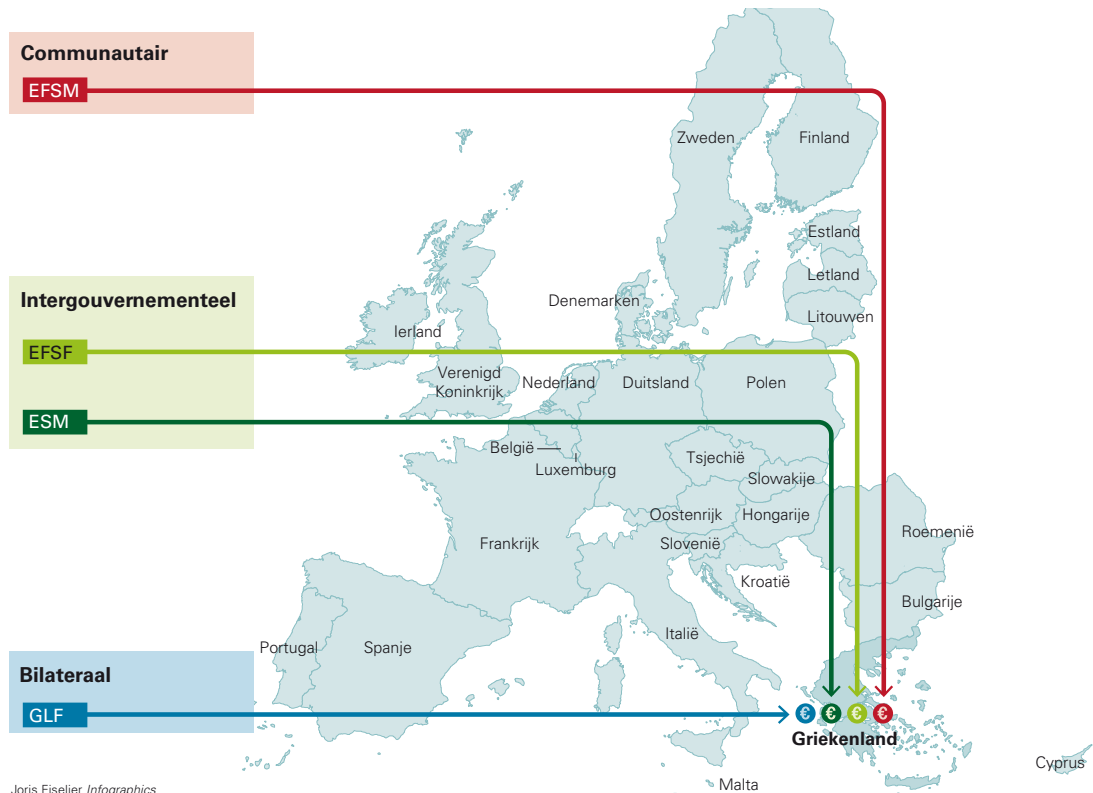 Communautair
EFSM
Zweden
Finland
Estland
Letland
Litouwen
Intergouvernementeel
Denemarken
Ierland
EFSF
Verenigd
Koninkrijk
Nederland
Duitsland
Polen
ESM
België
Luxemburg
Tsjechië
Slowakije
Oostenrijk
Hongarije
Frankrijk
Slovenië
Roemenië
Kroatië
Bulgarije
Italië
Portugal
Spanje
Bilateraal
GLF
€ € € €
Griekenland
Cyprus
Malta
Joris Fiselier Infographics